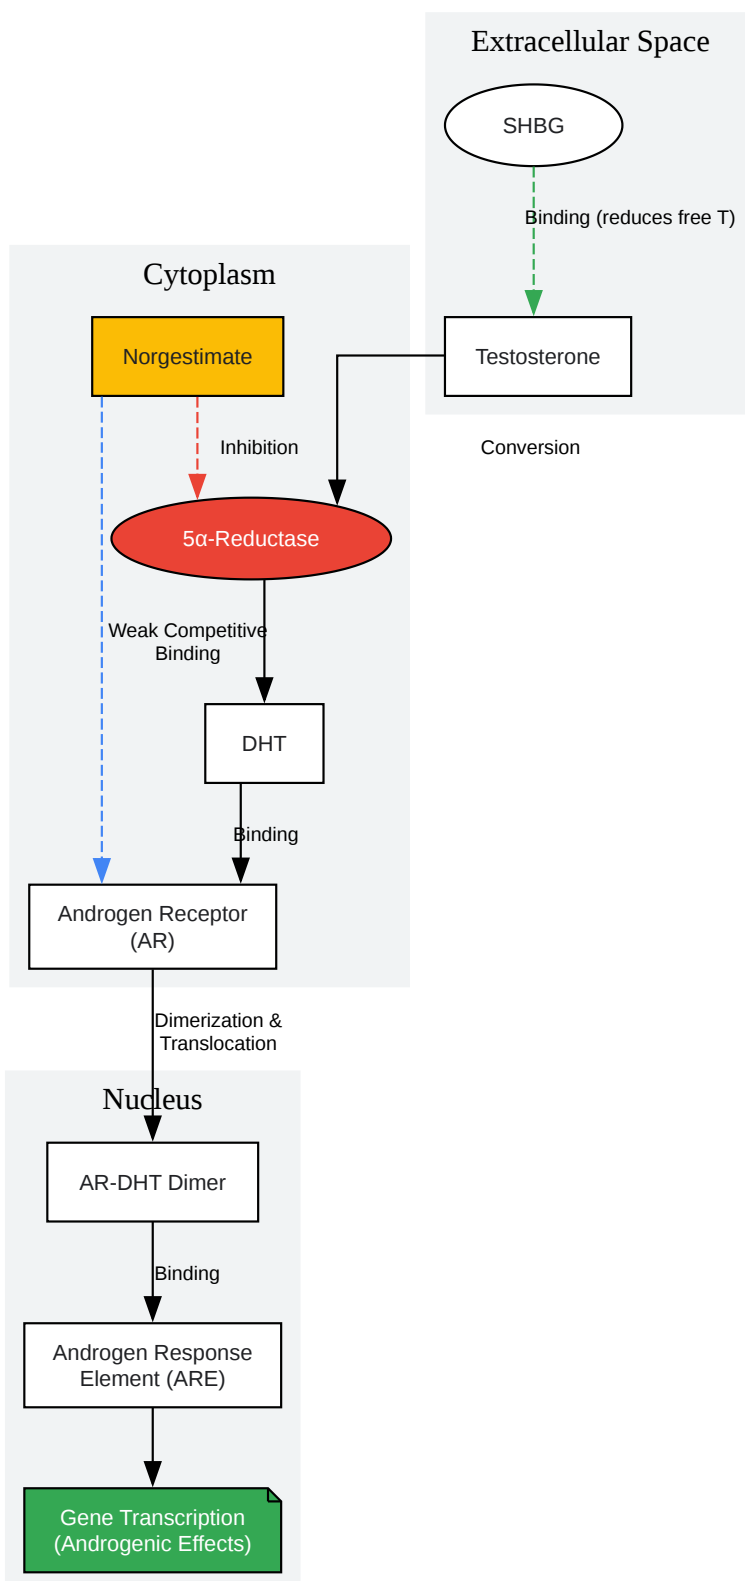 Extracellular Space
SHBG
Binding (reduces free T)
Cytoplasm
Norgestimate
Testosterone
Inhibition
Conversion
5α-Reductase
Weak Competitive
Binding
DHT
Binding
Androgen Receptor
(AR)
Dimerization &
Translocation
Nucleus
AR-DHT Dimer
Binding
Androgen Response
Element (ARE)
Gene Transcription
(Androgenic Effects)